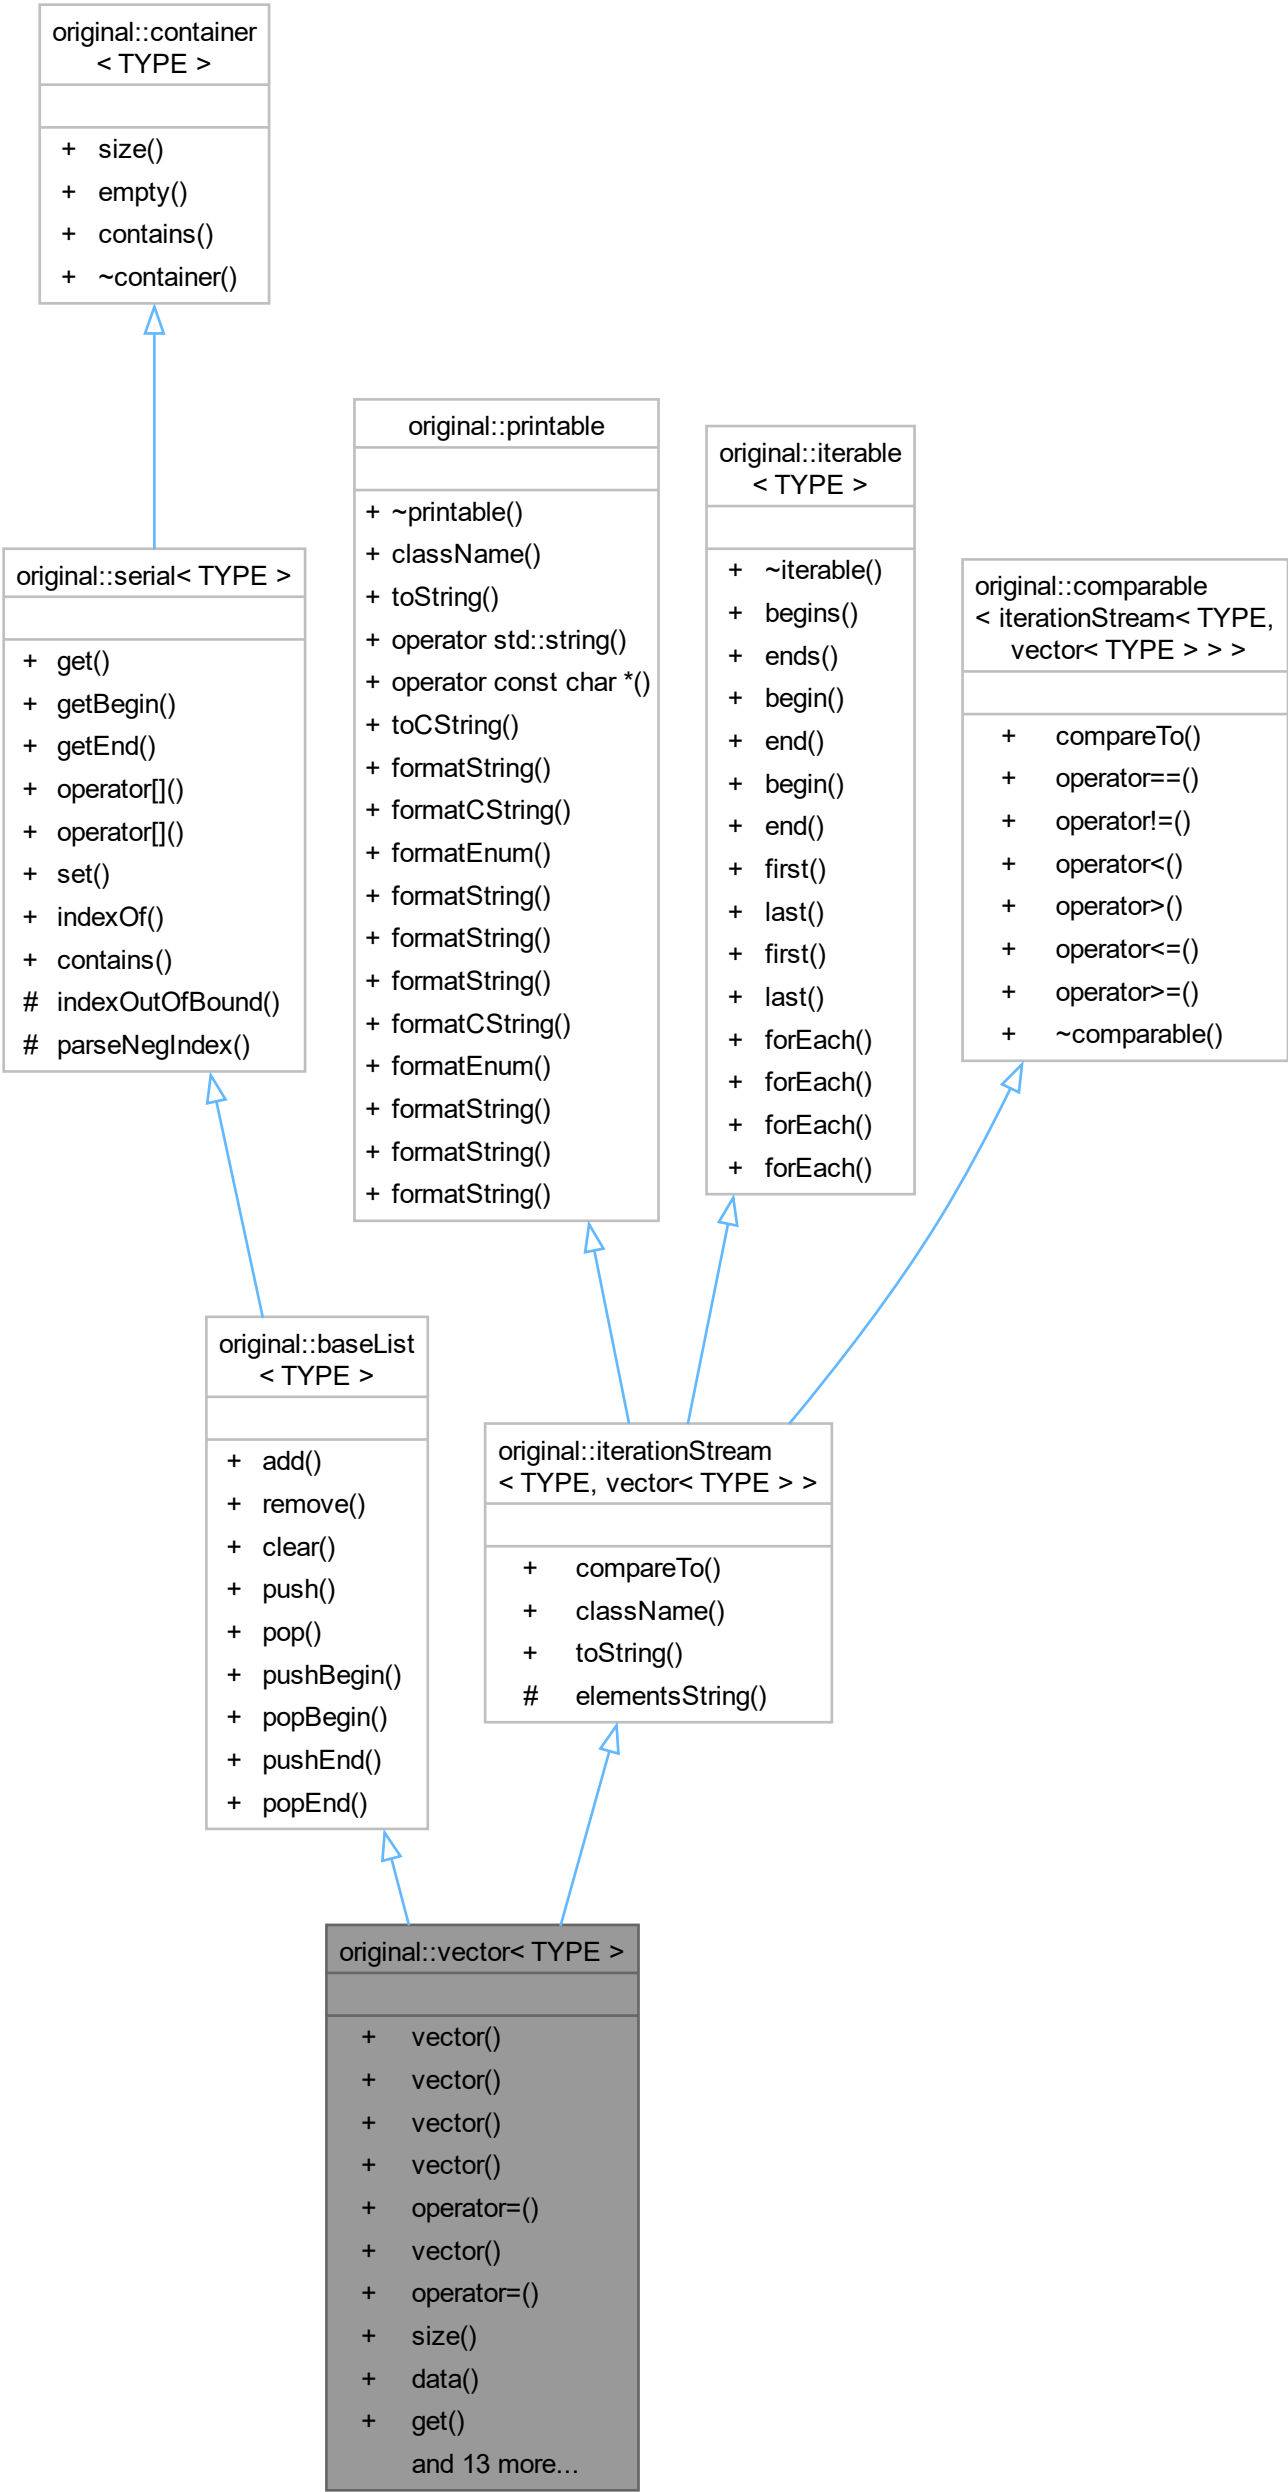 original::container
< TYPE >
+ size()
+ empty()
+ contains()
+ ~container()
original::serial< TYPE >
+ get()
+ getBegin()
+ getEnd()
+ operator[]()
+ operator[]()
+ set()
+ indexOf()
+ contains()
# indexOutOfBound()
# parseNegIndex()
original::printable
+ ~printable()
+ className()
+ toString()
+ operator std::string()
+ operator const char *()
+ toCString()
+ formatString()
+ formatCString()
+ formatEnum()
+ formatString()
+ formatString()
+ formatString()
+ formatCString()
+ formatEnum()
+ formatString()
+ formatString()
+ formatString()
original::iterable
< TYPE >
+ ~iterable()
+ begins()
+ ends()
+ begin()
+ end()
+ begin()
+ end()
+ first()
+ last()
+ first()
+ last()
+ forEach()
+ forEach()
+ forEach()
+ forEach()
original::comparable
< iterationStream< TYPE,
vector< TYPE > > >
+ compareTo()
+ operator==()
+ operator!=()
+ operator<()
+ operator>()
+ operator<=()
+ operator>=()
+ ~comparable()
original::baseList
< TYPE >
+ add()
+ remove()
+ clear()
+ push()
+ pop()
+ pushBegin()
+ popBegin()
+ pushEnd()
+ popEnd()
original::iterationStream
< TYPE, vector< TYPE > >
+ compareTo()
+ className()
+ toString()
# elementsString()
original::vector< TYPE >
+ vector()
+ vector()
+ vector()
+ vector()
+ operator=()
+ vector()
+ operator=()
+ size()
+ data()
+ get()
and 13 more...